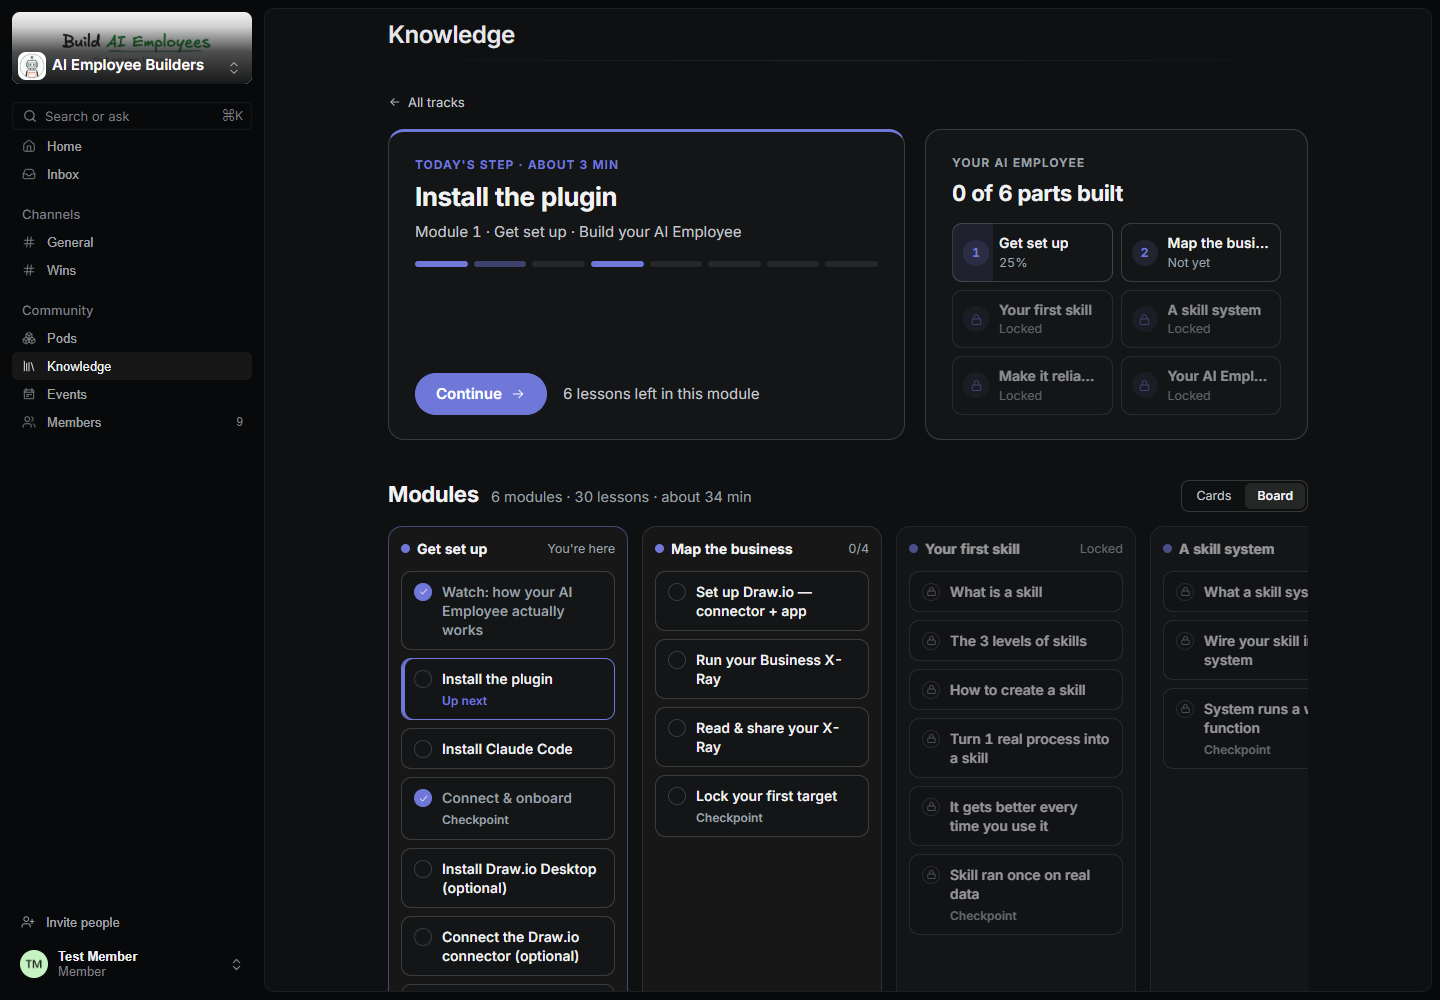 Build AI Employees
AI Employee Builders
Search or ask
⌘K
Home
Inbox
Channels
General
Wins
Community
Pods
Knowledge
Events
Members
9
Invite people
TM
Test Member
Member
Knowledge
← All tracks
TODAY'S STEP · ABOUT 3 MIN
Install the plugin
Module 1 · Get set up · Build your AI Employee
Continue →
6 lessons left in this module
YOUR AI EMPLOYEE
0 of 6 parts built
1
Get set up
25%
2
Map the busi...
Not yet
Your first skill
Locked
A skill system
Locked
Make it relia...
Locked
Your AI Empl...
Locked
Modules
6 modules · 30 lessons · about 34 min
Cards
Board
Get set up
You're here
Watch: how your AI
Employee actually
works
Install the plugin
Up next
Install Claude Code
Connect & onboard
Checkpoint
Install Draw.io Desktop
(optional)
Connect the Draw.io
connector (optional)
Map the business
0/4
Set up Draw.io —
connector + app
Run your Business X-
Ray
Read & share your X-
Ray
Lock your first target
Checkpoint
Your first skill
Locked
What is a skill
The 3 levels of skills
How to create a skill
Turn 1 real process into
a skill
It gets better every
time you use it
Skill ran once on real
data
Checkpoint
A skill system
What a skill sys
Wire your skill i
system
System runs a
function
Checkpoint